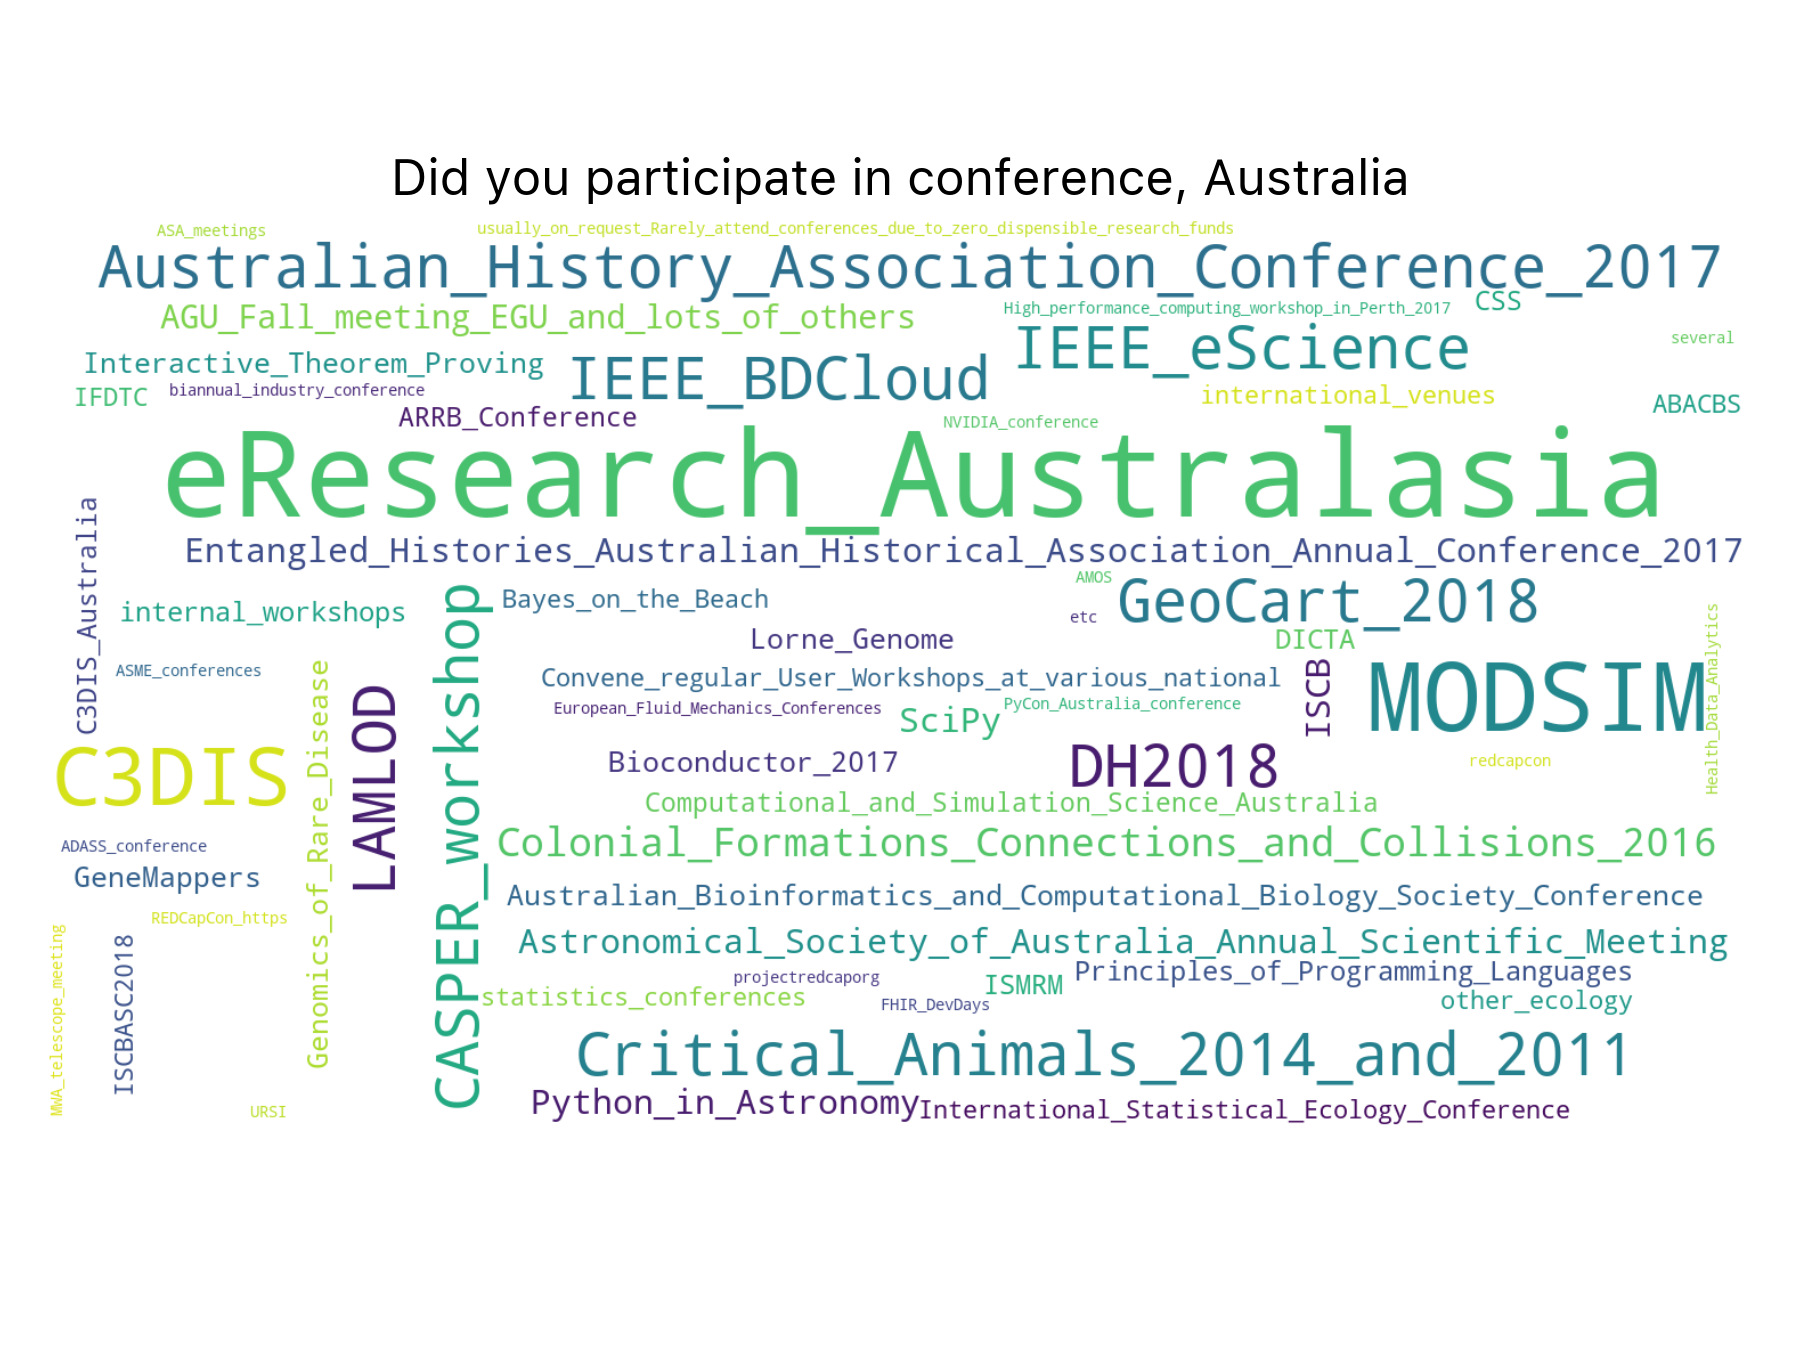 Did you participate in conference, Australia
ASA_meetings
usually_on_request_Rarely_attend_conferences_due_to_zero_dispensible_research_funds
Australian_History_Association_Conference_2017
AGU_Fall_meeting_EGU_and_lots_of_others
High_performance_computing_workshop_in_Perth_2017
CSS
IEEE_eScience
several
Interactive_Theorem_Proving
IEEE_BDCloud
IFDTC
biannual_industry_conference
international_venues
ABACBS
ARRB_Conference
NVIDIA_conference
eResearch_Australasia
C3DIS_Australia
Entangled_Histories_Australian_Historical_Association_Annual_Conference_2017
internal_workshops
CASPER_workshop
Bayes_on_the_Beach
AMOS
etc
GeoCart_2018
Lorne_Genome
DICTA
Health_Data_Analytics
ASME_conferences
Genomics_of_Rare_Disease
LAMLOD
Convene_regular_User_Workshops_at_various_national
ISCB
MODSIM
European_Fluid_Mechanics_Conferences
SciPy
PyCon_Australia_conference
C3DIS
Bioconductor_2017
DH2018
redcapcon
Computational_and_Simulation_Science_Australia
ADASS_conference
Colonial_Formations_Connections_and_Collisions_2016
GeneMappers
Australian_Bioinformatics_and_Computational_Biology_Society_Conference
REDCapCon_https
MWA_telescope_meeting
ISCBASC2018
Astronomical_Society_of_Australia_Annual_Scientific_Meeting
projectredcaporg
ISMRM
Principles_of_Programming_Languages
statistics_conferences
FHIR_DevDays
other_ecology
Critical_Animals_2014_and_2011
URSI
Python_in_Astronomy
International_Statistical_Ecology_Conference